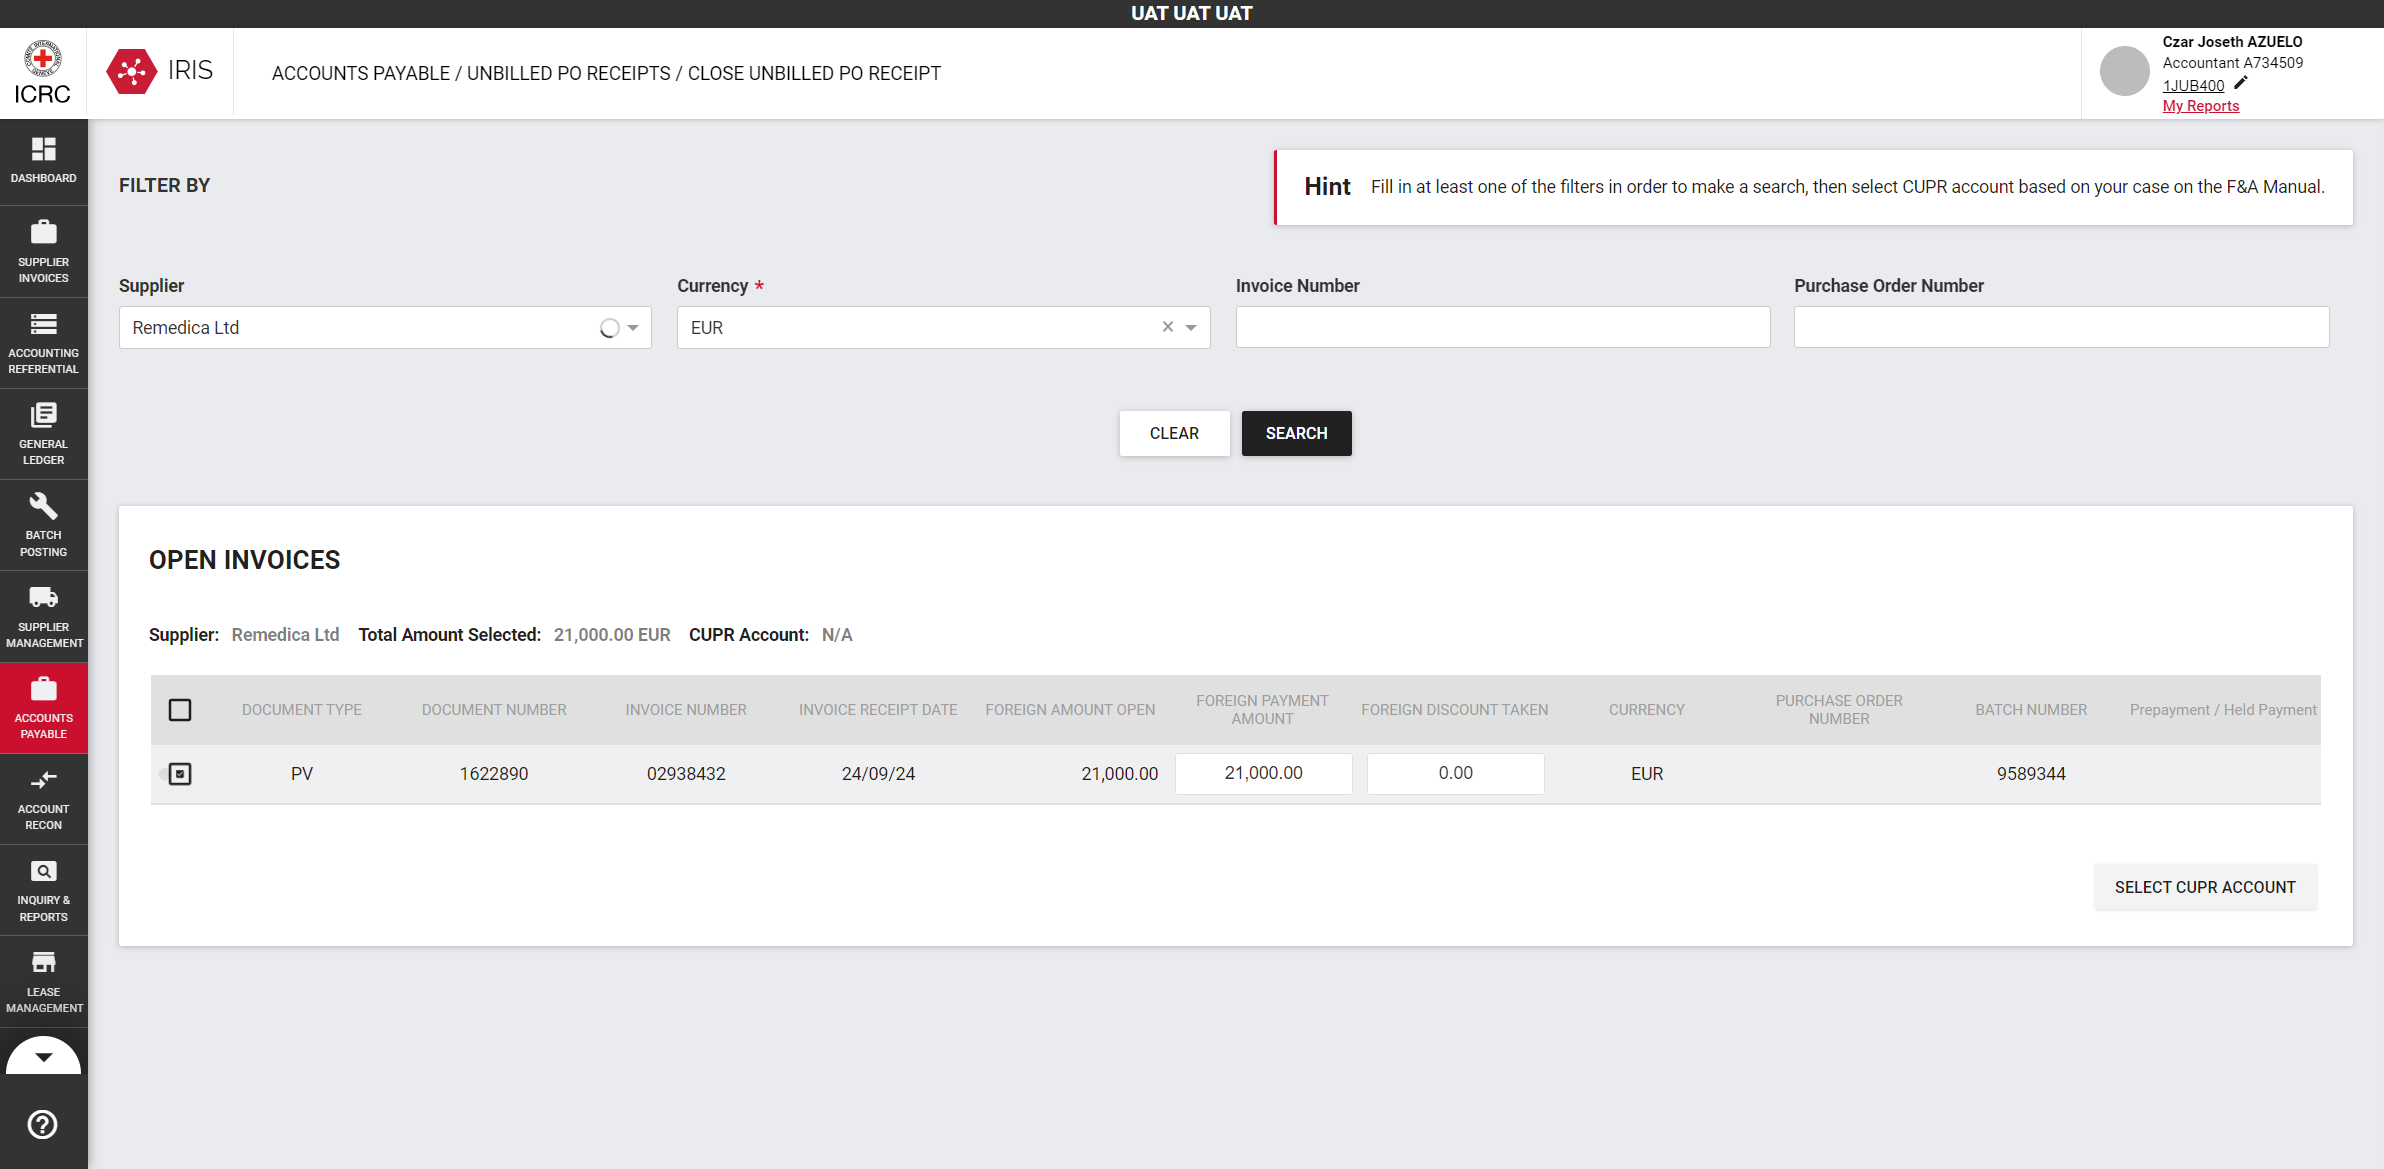 UAT UAT UAT
ICRC
IRIS
ACCOUNTS PAYABLE / UNBILLED PO RECEIPTS / CLOSE UNBILLED PO RECEIPT
Czar Joseth AZUELO
Accountant A734509
1JUB400
My Reports
DASHBOARD
SUPPLIER
INVOICES
ACCOUNTING
REFERENTIAL
GENERAL
LEDGER
BATCH
POSTING
SUPPLIER
MANAGEMENT
ACCOUNTS
PAYABLE
ACCOUNT
RECON
INQUIRY &
REPORTS
LEASE
MANAGEMENT
FILTER BY
Hint Fill in at least one of the filters in order to make a search, then select CUPR account based on your case on the F&A Manual.
Supplier Currency * Invoice Number Purchase Order Number
Remedica Ltd EUR
CLEAR SEARCH
OPEN INVOICES
Supplier: Remedica Ltd Total Amount Selected: 21,000.00 EUR CUPR Account: N/A
DOCUMENT TYPE DOCUMENT NUMBER INVOICE NUMBER INVOICE RECEIPT DATE FOREIGN AMOUNT OPEN FOREIGN PAYMENT AMOUNT FOREIGN DISCOUNT TAKEN CURRENCY PURCHASE ORDER NUMBER BATCH NUMBER Prepayment / Held Payment
PV 1622890 02938432 24/09/24 21,000.00 21,000.00 0.00 EUR 9589344
SELECT CUPR ACCOUNT